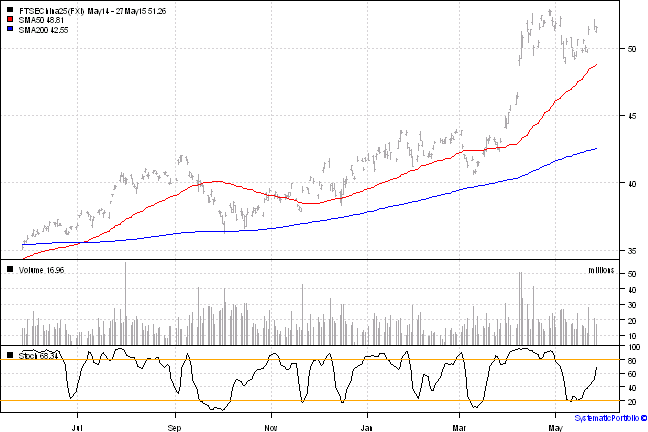 FTSEChina25(FXI) May14 - 27May15 51.26
SMA50 48.81
SMA200 42.55
50
45
40
35
Volume 16.96
millions
50
40
30
20
10
Stoch 68.34
100
80
60
40
20
Jul
Sep
Nov
Jan
Mar
May
SystematicPortfolio ©